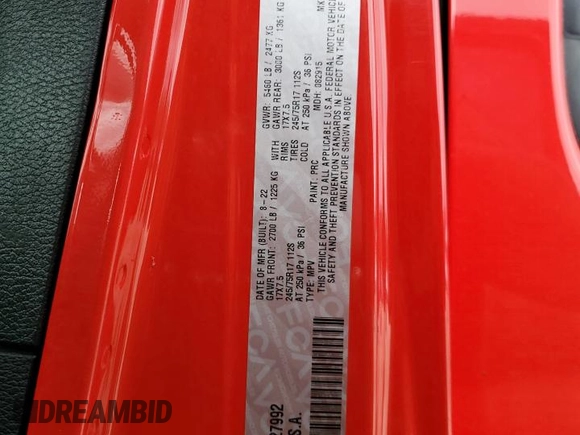 DATE OF MFR (BUILT): 8-22 GVWR: 5460 LB / 2477 KG
GAWR FRONT: 2700 LB / 1225 KG WITH GAWR REAR: 3000 LB / 1361 KG
17X7.5 RIMS 17X7.5
245/75R17 112S TIRES 245/75R17 112S
AT 250 kPa / 36 PSI COLD AT 250 kPa / 36 PSI
TYPE: MPV PAINT: PRC MDH: 082915
THIS VEHICLE CONFORMS TO ALL APPLICABLE U.S.A. FEDERAL MOTOR VEHICLE
SAFETY AND THEFT PREVENTION STANDARDS IN EFFECT ON THE DATE OF
MANUFACTURE SHOWN ABOVE.
27992
S.A.
IDREAMBID